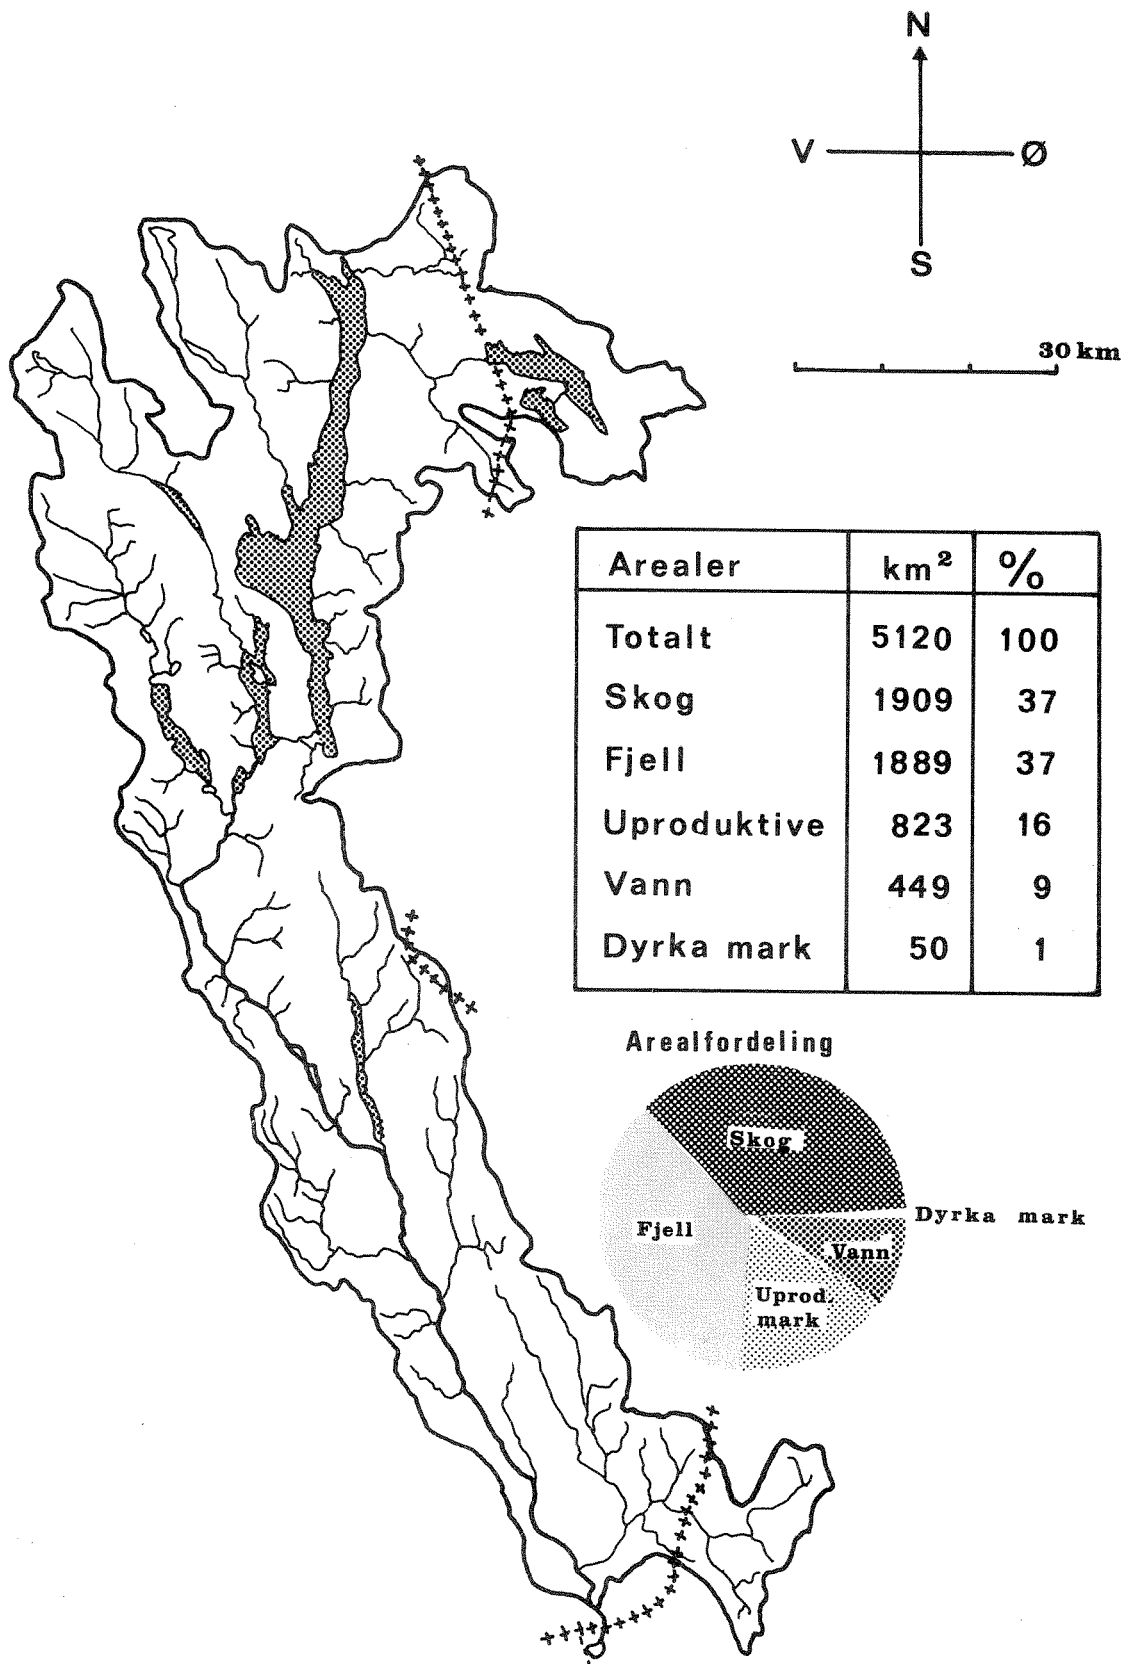 N
V Ø
S
30 km
Arealer km² %
Totalt 5120 100
Skog 1909 37
Fjell 1889 37
Uproduktive 823 16
Vann 449 9
Dyrka mark 50 1
Arealfordeling
Skog
Dyrka mark
Fjell
Vann
Uprod.
mark